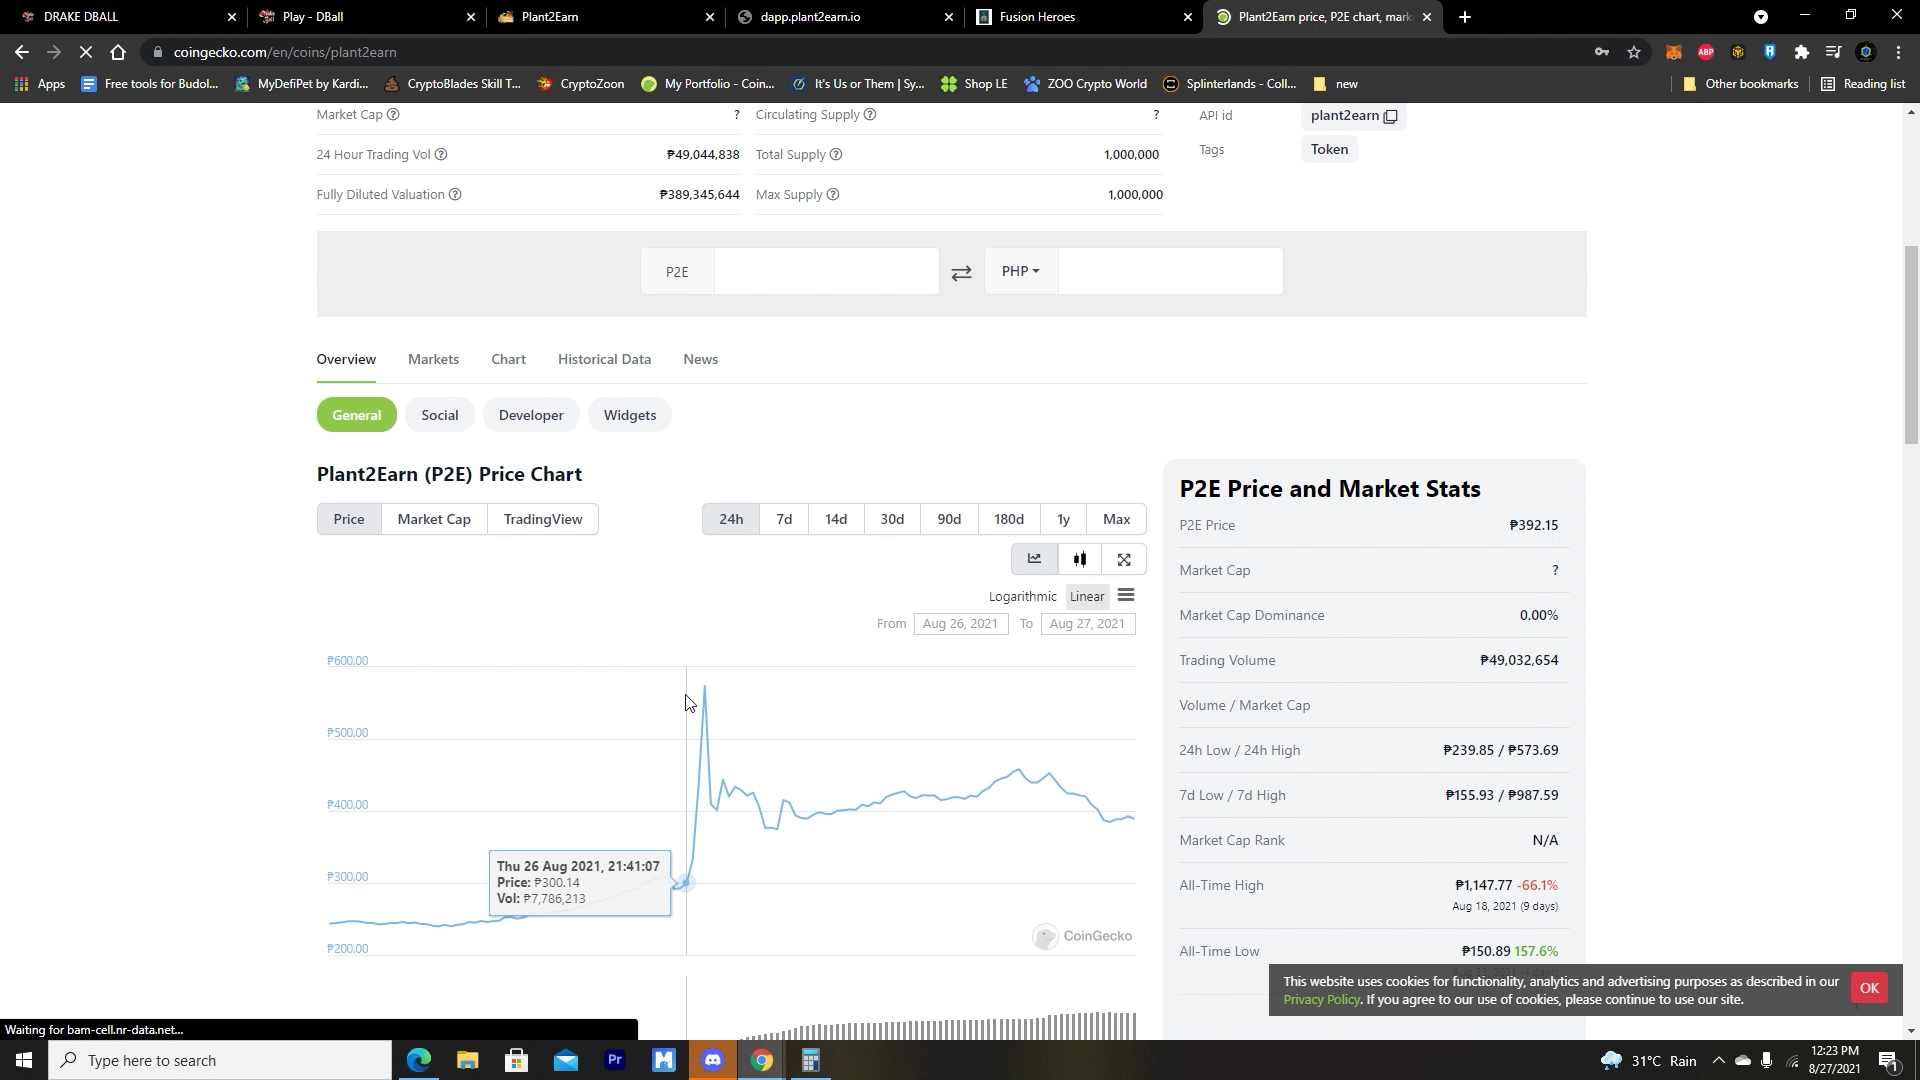 DRAKE DBALL
Play - DBall
Plant2Earn
dapp.plant2earn.io
Fusion Heroes
Plant2Earn price, P2E chart, mark
coingecko.com/en/coins/plant2earn
ABP
Apps
Free tools for Budol...
MyDefiPet by Kardi...
CryptoBlades Skill T...
CryptoZoon
My Portfolio - Coin...
It's Us or Them | Sy...
Shop LE
ZOO Crypto World
Splinterlands - Coll...
new
Other bookmarks
Reading list
Market Cap ?
?
Circulating Supply ?
?
API id
plant2earn
24 Hour Trading Vol ?
₱49,044,838
Total Supply ?
1,000,000
Tags
Token
Fully Diluted Valuation ?
₱389,345,644
Max Supply ?
1,000,000
P2E
PHP
Overview
Markets
Chart
Historical Data
News
General
Social
Developer
Widgets
Plant2Earn (P2E) Price Chart
Price
Market Cap
TradingView
24h
7d
14d
30d
90d
180d
1y
Max
Logarithmic
Linear
From
Aug 26, 2021
To
Aug 27, 2021
₱600.00
₱500.00
₱400.00
₱300.00
₱200.00
Thu 26 Aug 2021, 21:41:07
Price: ₱300.14
Vol: ₱7,786,213
CoinGecko
P2E Price and Market Stats
P2E Price
₱392.15
Market Cap
?
Market Cap Dominance
0.00%
Trading Volume
₱49,032,654
Volume / Market Cap
24h Low / 24h High
₱239.85 / ₱573.69
7d Low / 7d High
₱155.93 / ₱987.59
Market Cap Rank
N/A
All-Time High
₱1,147.77 -66.1%
Aug 18, 2021 (9 days)
All-Time Low
₱150.89 157.6%
This website uses cookies for functionality, analytics and advertising purposes as described in our
Privacy Policy. If you agree to our use of cookies, please continue to use our site.
OK
Waiting for bam-cell.nr-data.net...
Type here to search
Pr
31°C Rain
12:23 PM
8/27/2021
1